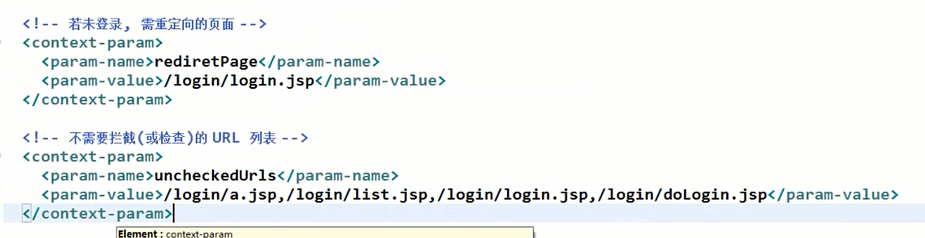 <!-- 若未登录, 需重定向的页面 -->
<context-param>
<param-name>rediretPage</param-name>
<param-value>/login/login.jsp</param-value>
</context-param>
<!-- 不需要拦截(或检查)的 URL 列表 -->
<context-param>
<param-name>uncheckedUrls</param-name>
<param-value>/login/a.jsp,/login/list.jsp,/login/login.jsp,/login/doLogin.jsp</param-value>
</context-param>
Element : context-param